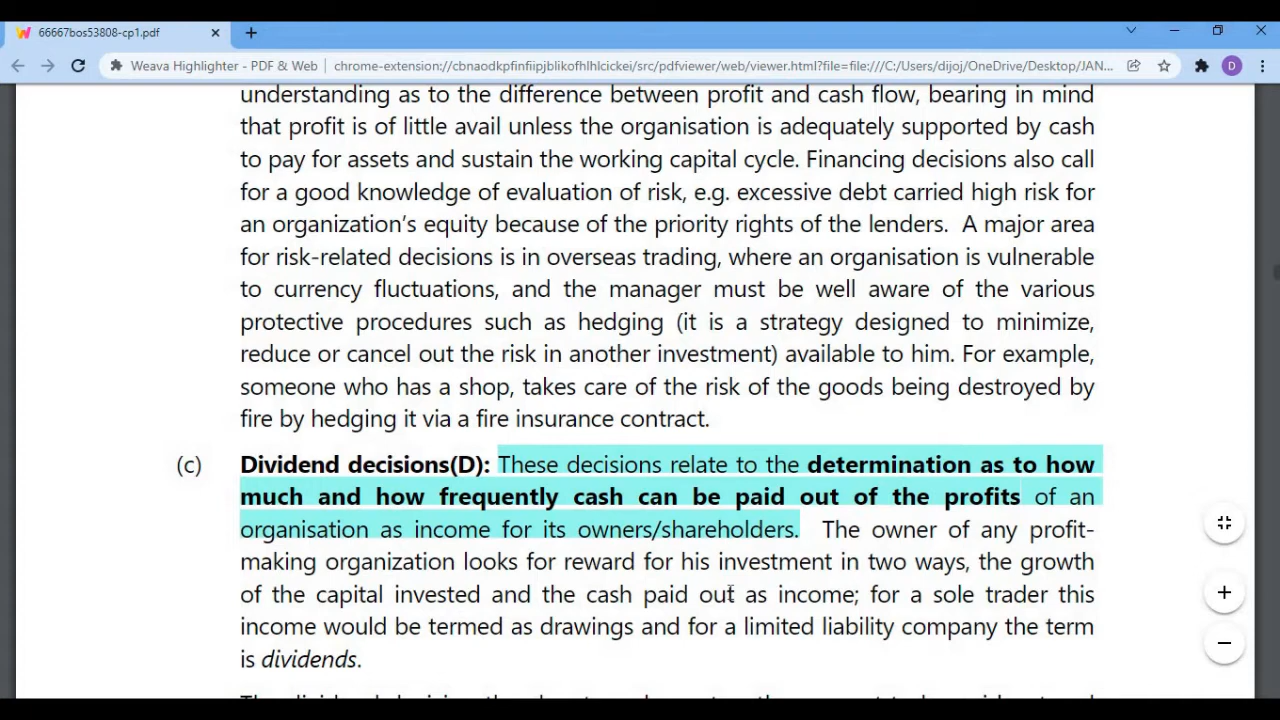 66667bos53808-cp1.pdf
Weava Highlighter - PDF & Web | chrome-extension://cbnaodkpfinfiipjblikofhlhlcickei/src/pdfviewer/web/viewer.html?file=file:///C:/Users/dijoj/OneDrive/Desktop/JAN...
D
understanding as to the difference between profit and cash flow, bearing in mind
that profit is of little avail unless the organisation is adequately supported by cash
to pay for assets and sustain the working capital cycle. Financing decisions also call
for a good knowledge of evaluation of risk, e.g. excessive debt carried high risk for
an organization’s equity because of the priority rights of the lenders. A major area
for risk-related decisions is in overseas trading, where an organisation is vulnerable
to currency fluctuations, and the manager must be well aware of the various
protective procedures such as hedging (it is a strategy designed to minimize,
reduce or cancel out the risk in another investment) available to him. For example,
someone who has a shop, takes care of the risk of the goods being destroyed by
fire by hedging it via a fire insurance contract.
(c) Dividend decisions(D): These decisions relate to the determination as to how
much and how frequently cash can be paid out of the profits of an
organisation as income for its owners/shareholders. The owner of any profit-
making organization looks for reward for his investment in two ways, the growth
of the capital invested and the cash paid out as income; for a sole trader this
income would be termed as drawings and for a limited liability company the term
is dividends.